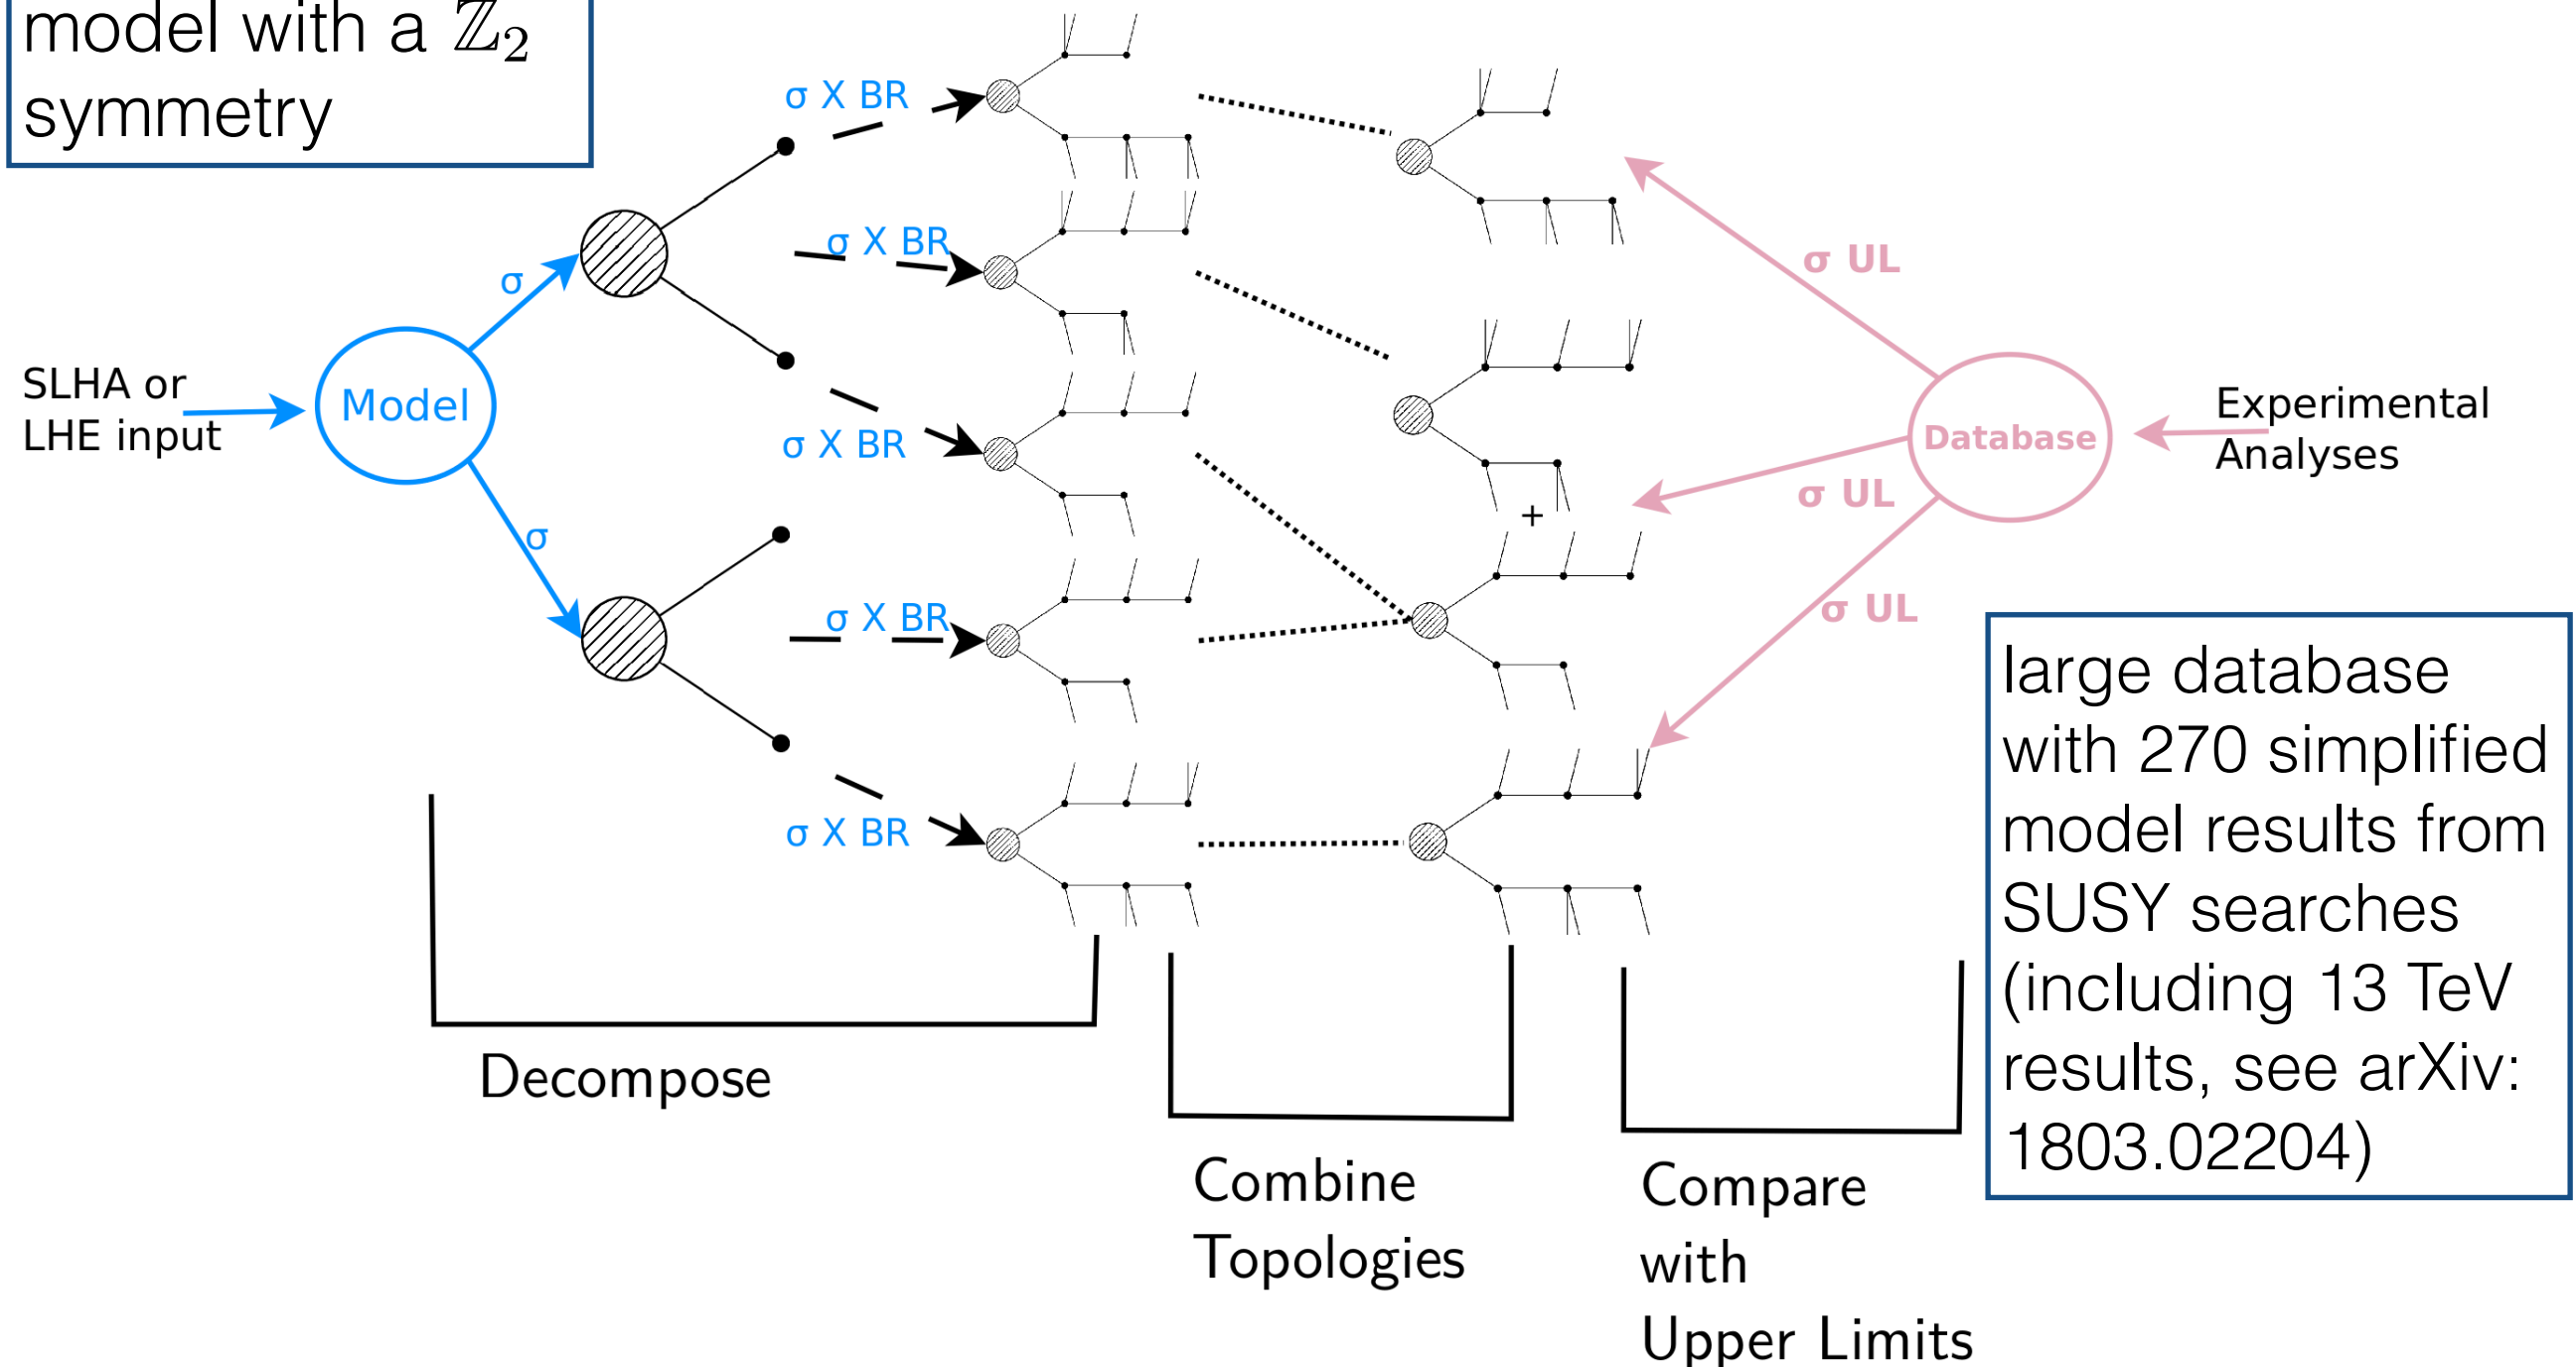 model with a ℤ₂
symmetry
σ X BR
σ X BR
σ
σ X BR
SLHA or
LHE input
Model
σ
σ X BR
σ X BR
σ UL
σ UL
σ UL
+
Database
Experimental
Analyses
large database
with 270 simplified
model results from
SUSY searches
(including 13 TeV
results, see arXiv:
1803.02204)
Decompose
Combine
Topologies
Compare
with
Upper Limits